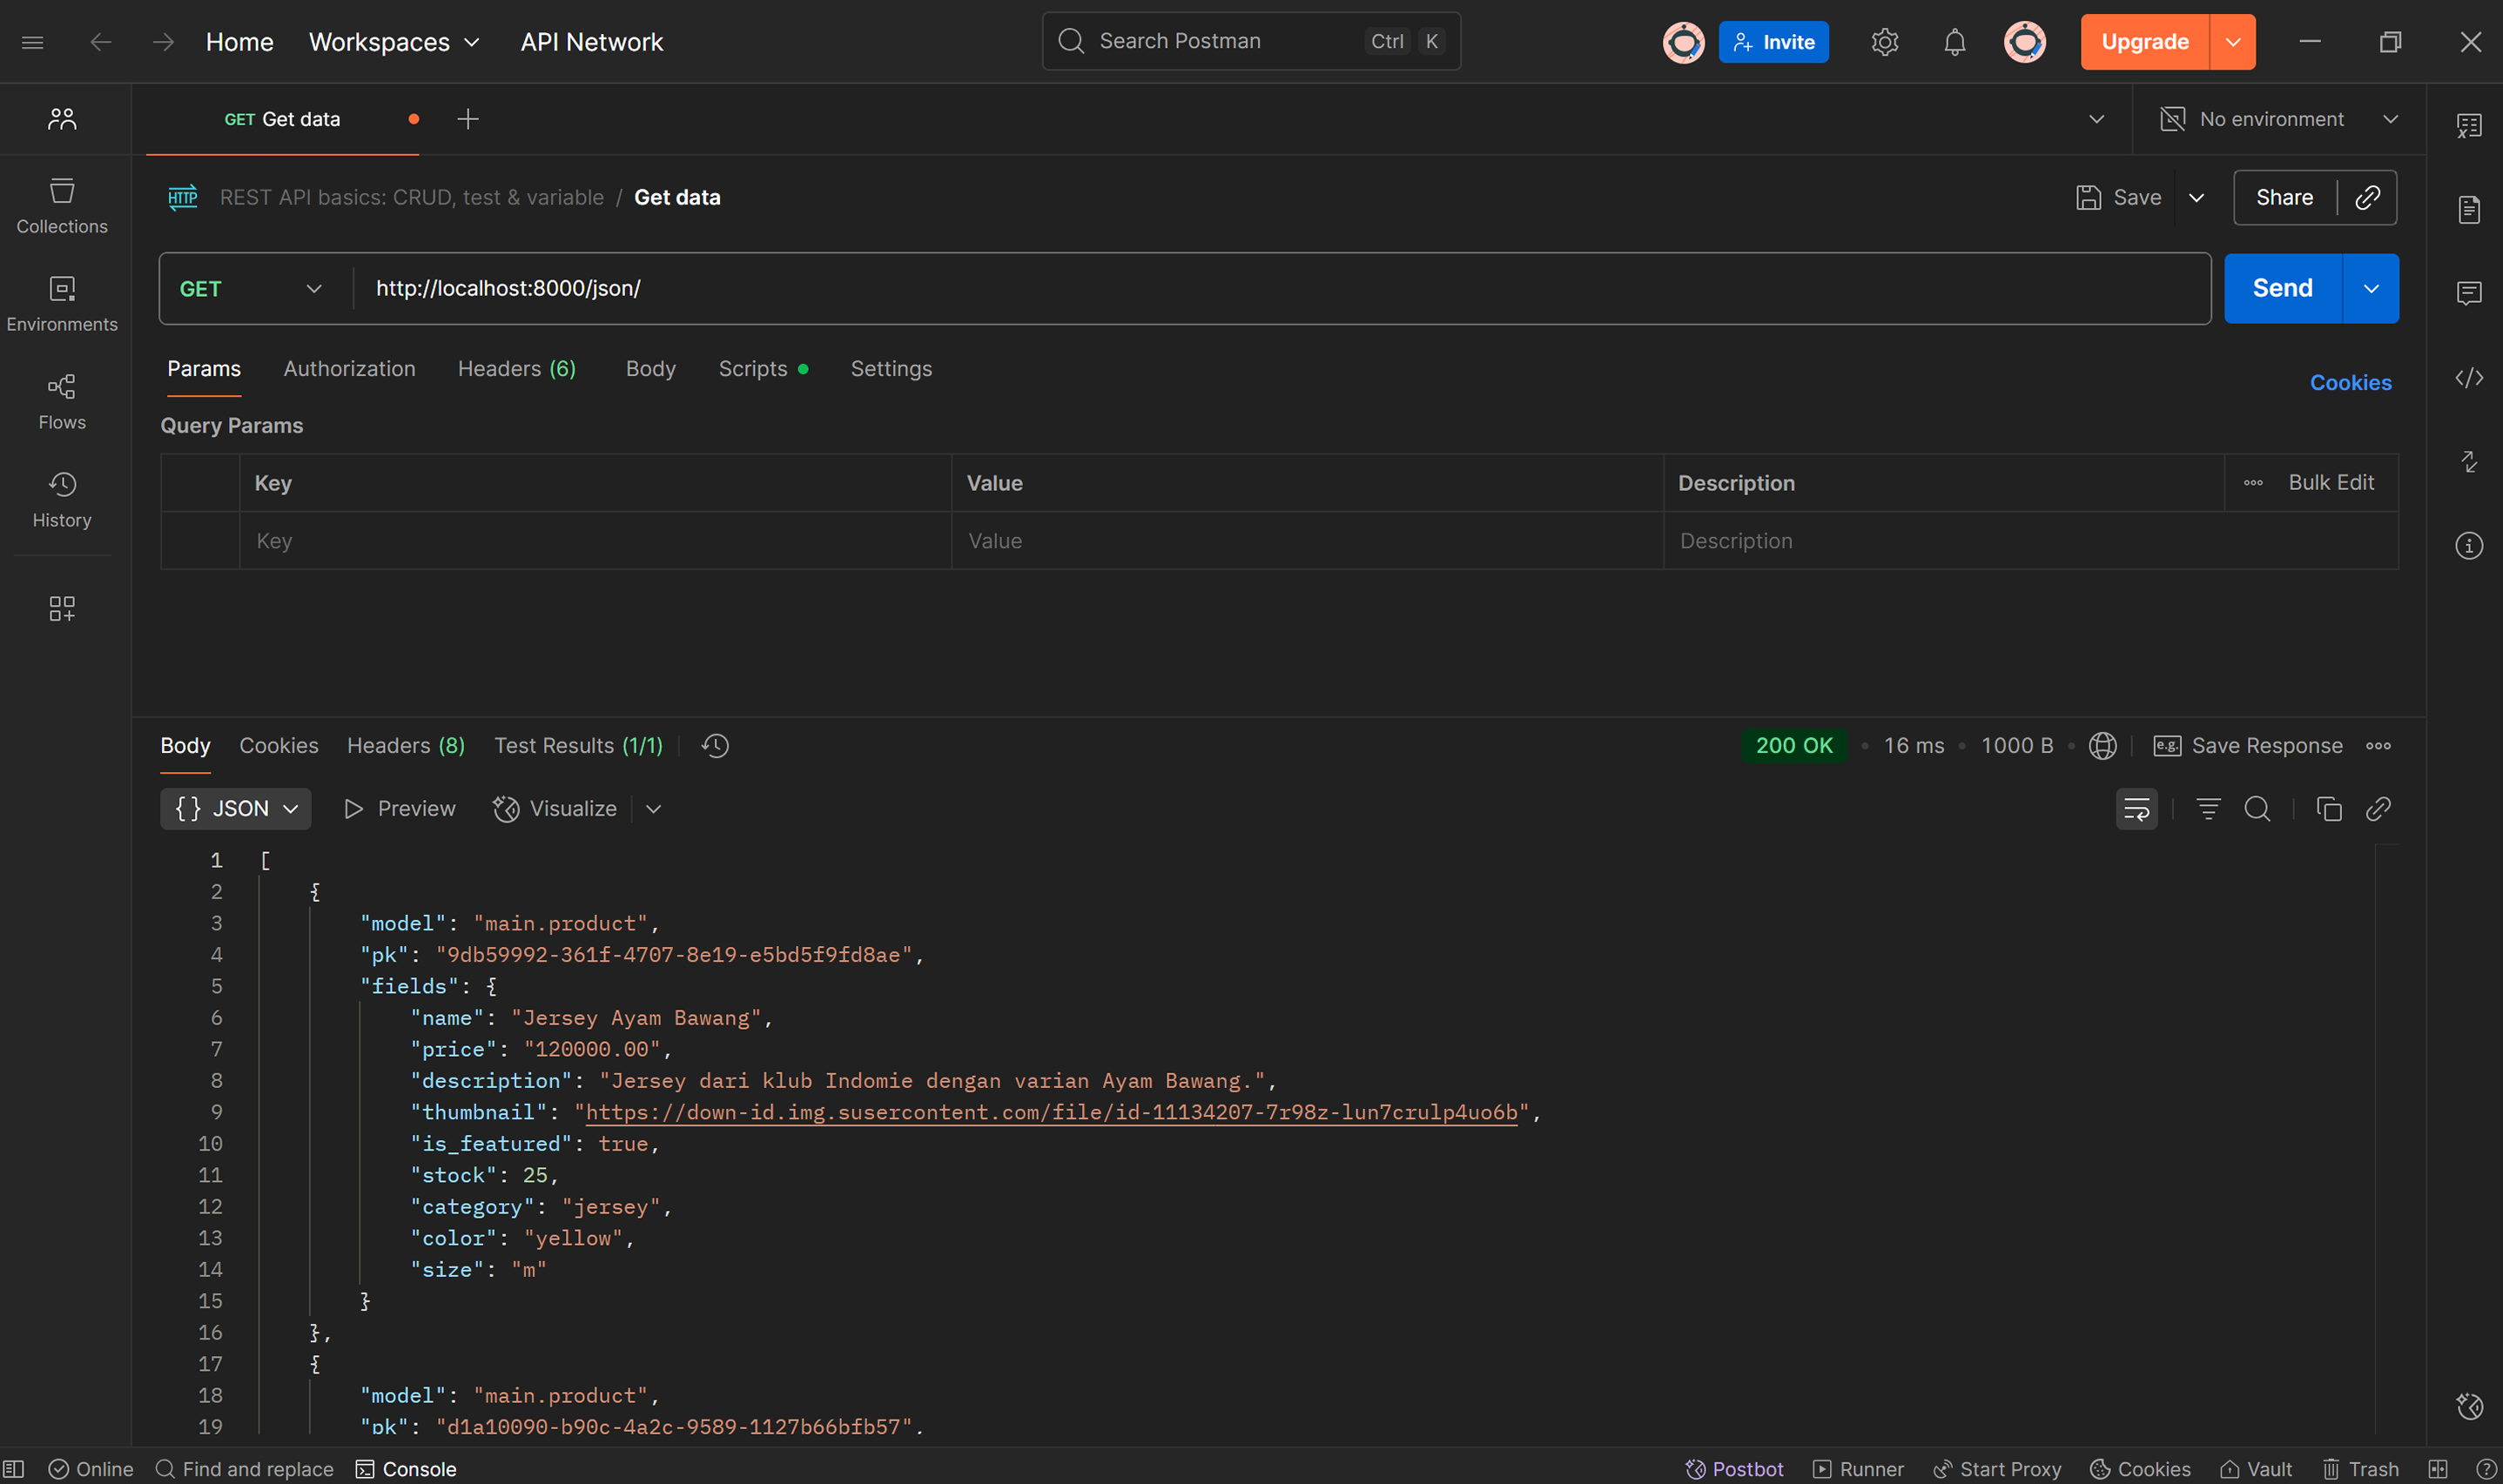 Home Workspaces API Network Search Postman Ctrl K Invite Upgrade
GET Get data No environment
HTTP REST API basics: CRUD, test & variable / Get data Save Share
Collections
Environments
Flows
History
GET http://localhost:8000/json/ Send
Params Authorization Headers (6) Body Scripts Settings Cookies
Query Params
Key Value Description Bulk Edit
Key Value Description
Body Cookies Headers (8) Test Results (1/1) 200 OK 16 ms 1000 B e.g. Save Response
{} JSON Preview Visualize
1 [
2 {
3 "model": "main.product",
4 "pk": "9db59992-361f-4707-8e19-e5bd5f9fd8ae",
5 "fields": {
6 "name": "Jersey Ayam Bawang",
7 "price": "120000.00",
8 "description": "Jersey dari klub Indomie dengan varian Ayam Bawang.",
9 "thumbnail": "https://down-id.img.susercontent.com/file/id-11134207-7r98z-lun7crulp4uo6b",
10 "is_featured": true,
11 "stock": 25,
12 "category": "jersey",
13 "color": "yellow",
14 "size": "m"
15 }
16 },
17 {
18 "model": "main.product",
19 "pk": "d1a10090-b90c-4a2c-9589-1127b66bfb57",
Online Find and replace Console Postbot Runner Start Proxy Cookies Vault Trash